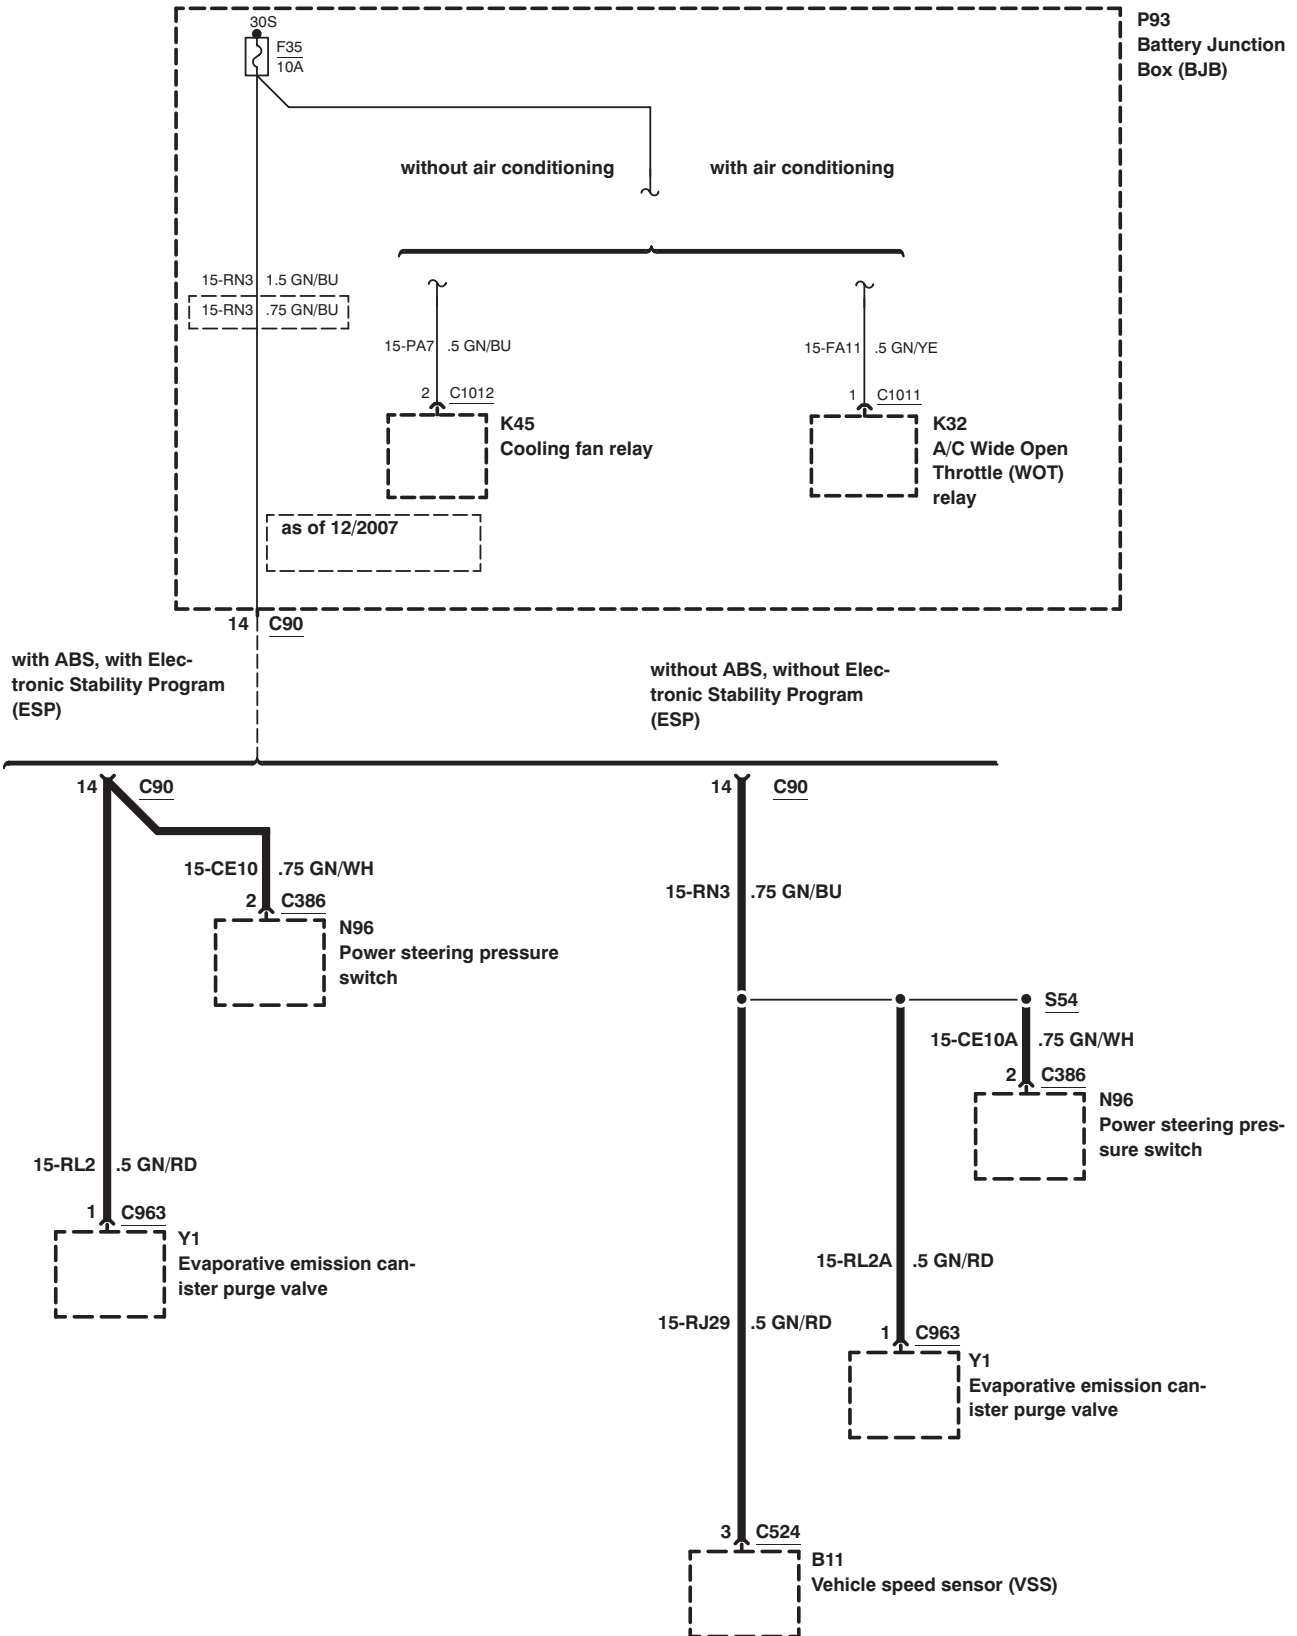 30S
P93
Battery Junction
Box (BJB)
F35
10A
without air conditioning
with air conditioning
15-RN3 1.5 GN/BU
15-RN3 .75 GN/BU
15-PA7 .5 GN/BU
15-FA11 .5 GN/YE
2 C1012
1 C1011
K45
Cooling fan relay
K32
A/C Wide Open
Throttle (WOT)
relay
as of 12/2007
14 C90
with ABS, with Elec-
tronic Stability Program
(ESP)
without ABS, without Elec-
tronic Stability Program
(ESP)
14 C90
14 C90
15-CE10 .75 GN/WH
2 C386
N96
Power steering pressure
switch
15-RN3 .75 GN/BU
S54
15-CE10A .75 GN/WH
2 C386
N96
Power steering pres-
sure switch
15-RL2 .5 GN/RD
1 C963
Y1
Evaporative emission can-
ister purge valve
15-RL2A .5 GN/RD
15-RJ29 .5 GN/RD
1 C963
Y1
Evaporative emission can-
ister purge valve
3 C524
B11
Vehicle speed sensor (VSS)